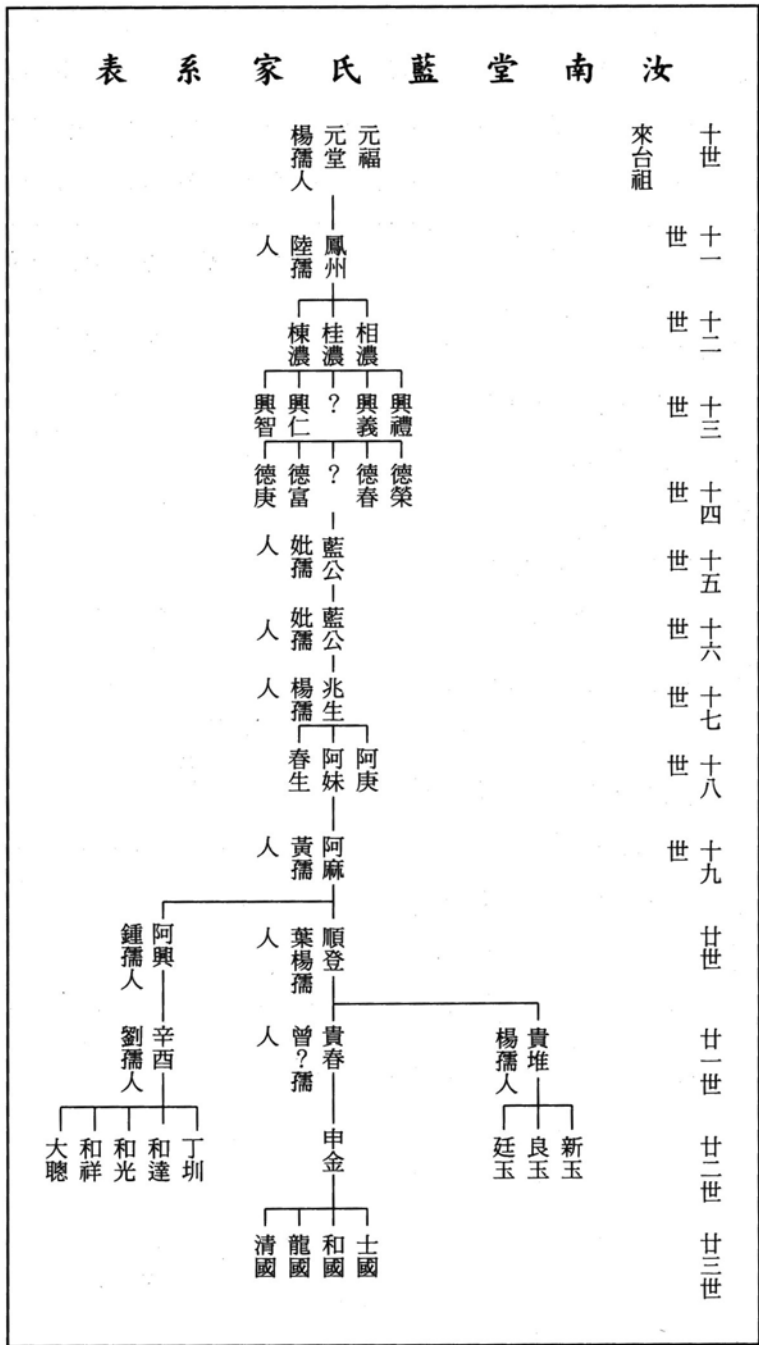 汝南堂藍氏家系表
十世
來台祖
元福
元堂
楊孺人
十一世
鳳州
陸孺人
十二世
相濃
桂濃
棟濃
十三世
興禮
興義
？
興仁
興智
十四世
德榮
德春
？
德富
德庚
十五世
藍公
妣孺人
十六世
藍公
妣孺人
十七世
兆生
楊孺人
十八世
阿庚
阿妹
春生
十九世
阿麻
黃孺人
廿世
順登
葉楊孺人
阿興
鍾孺人
廿一世
貴堆
楊孺人
貴春
曾？孺人
辛酉
劉孺人
廿二世
新玉
良玉
廷玉
申金
丁圳
和達
和光
和祥
大聰
廿三世
士國
和國
龍國
清國